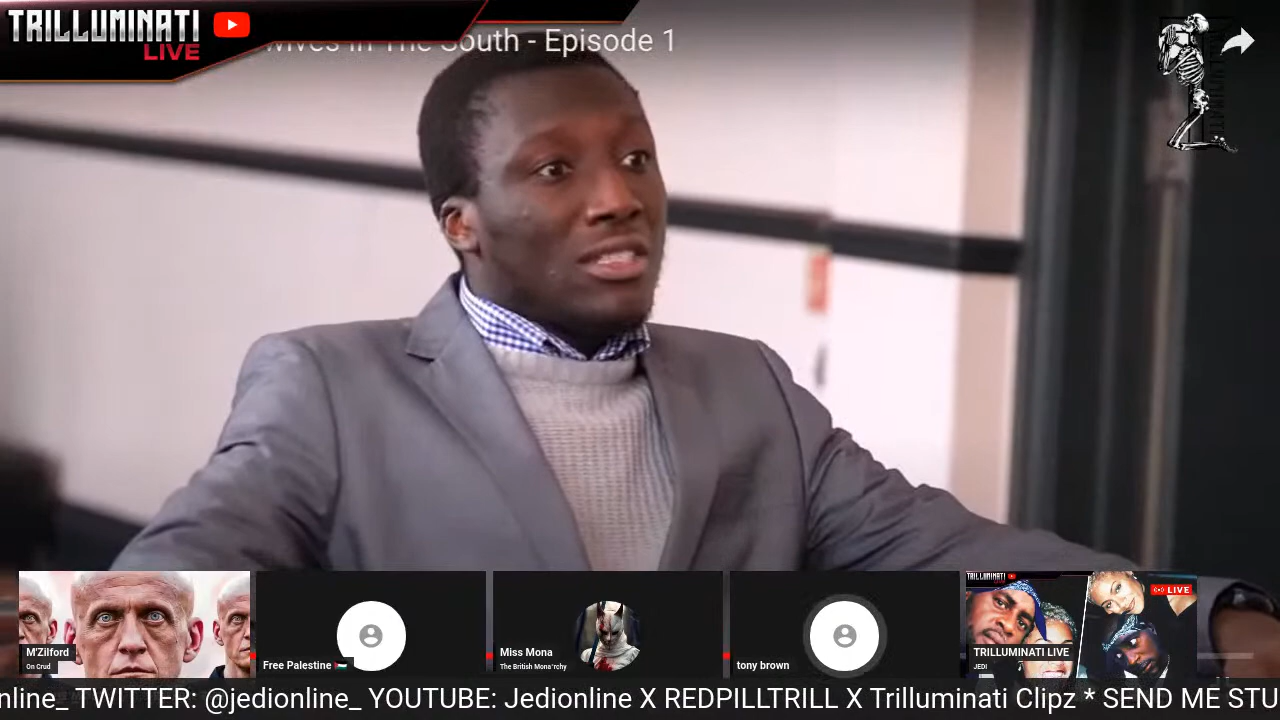 TRILLUMINATI
LIVE
Wives In The South - Episode 1
M'Zilford
On Crud
Free Palestine 🇵🇸
Miss Mona
The British Mona'rchy
tony brown
TRILLUMINATI
LIVE
TRILLUMINATI LIVE
JEDI
nline_ TWITTER: @jedionline_ YOUTUBE: Jedionline X REDPILLTRILL X Trilluminati Clipz * SEND ME STU